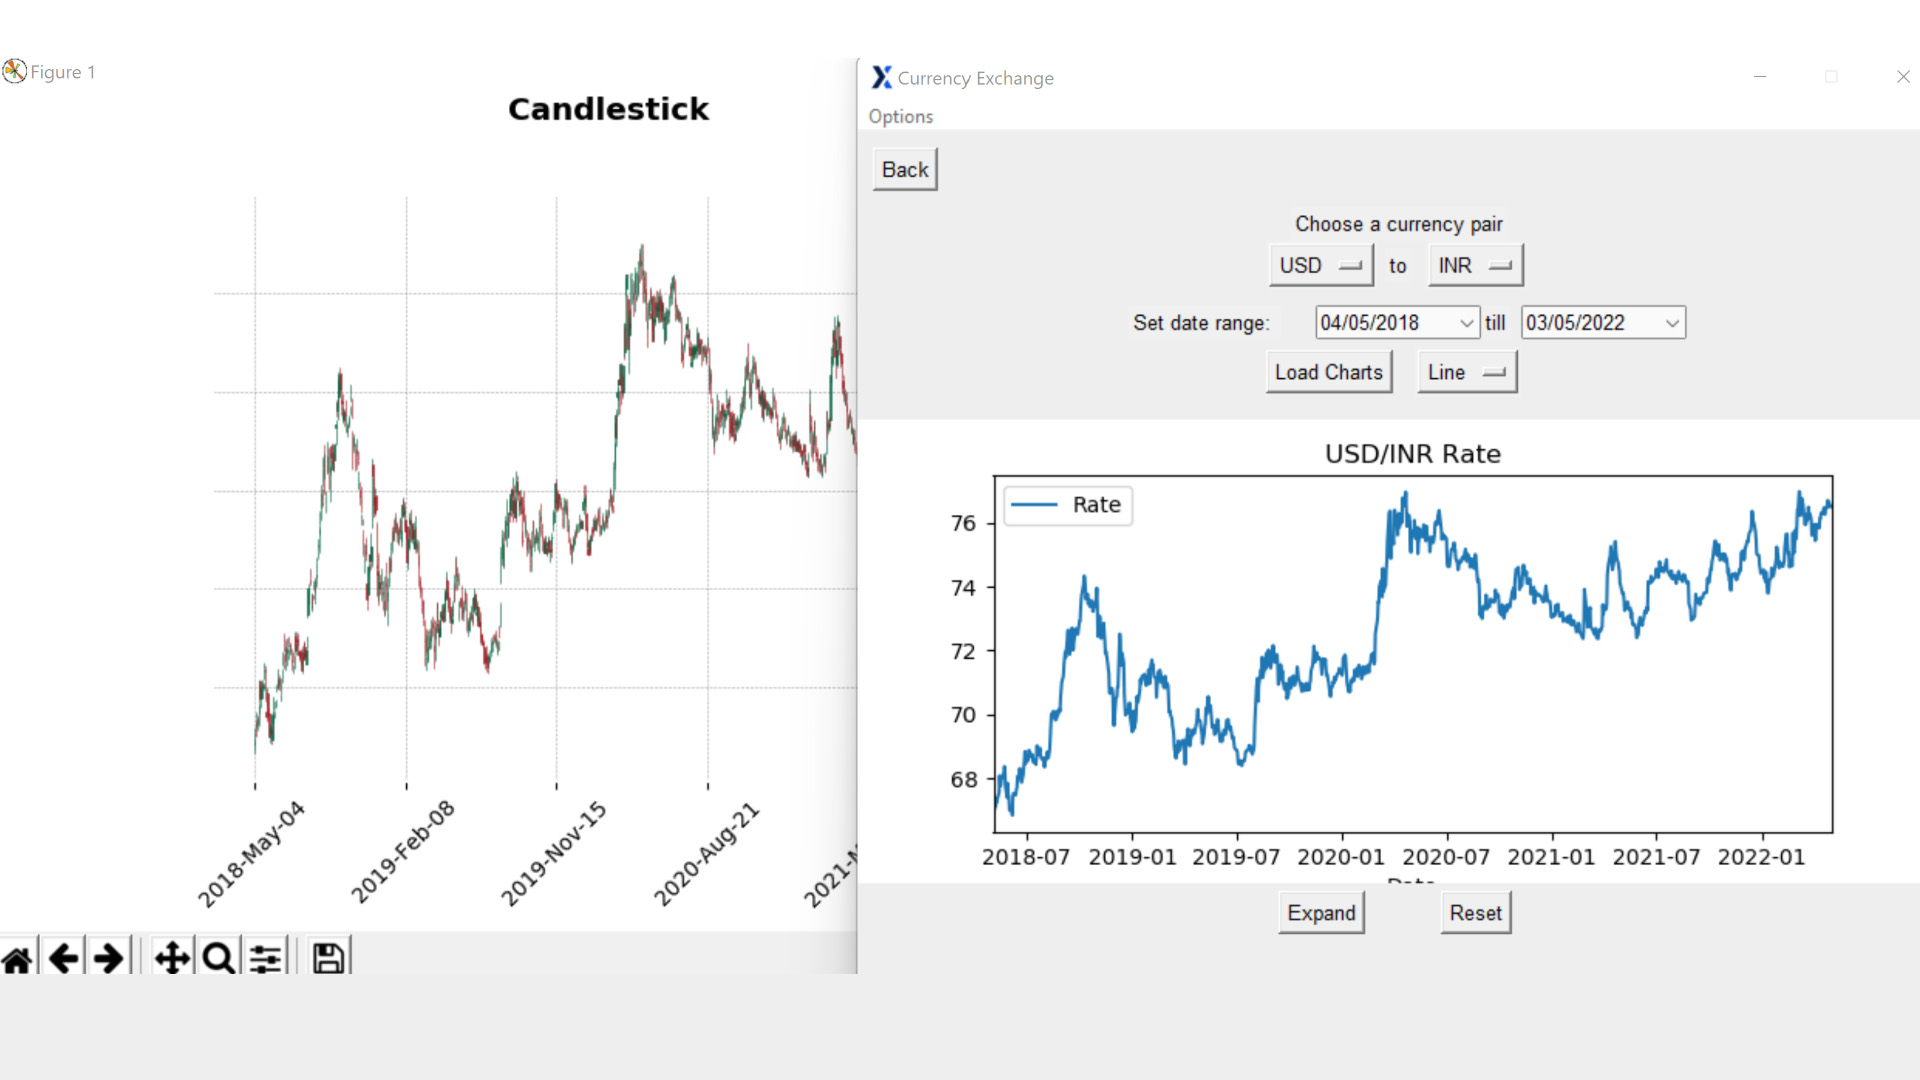 Figure 1
Candlestick
2018-May-04
2019-Feb-08
2019-Nov-15
2020-Aug-21
Currency Exchange
Options
Back
Choose a currency pair
USD to INR
Set date range: 04/05/2018 till 03/05/2022
Load Charts Line
USD/INR Rate
Rate
76
74
72
70
68
2018-07 2019-01 2019-07 2020-01 2020-07 2021-01 2021-07 2022-01
Expand Reset